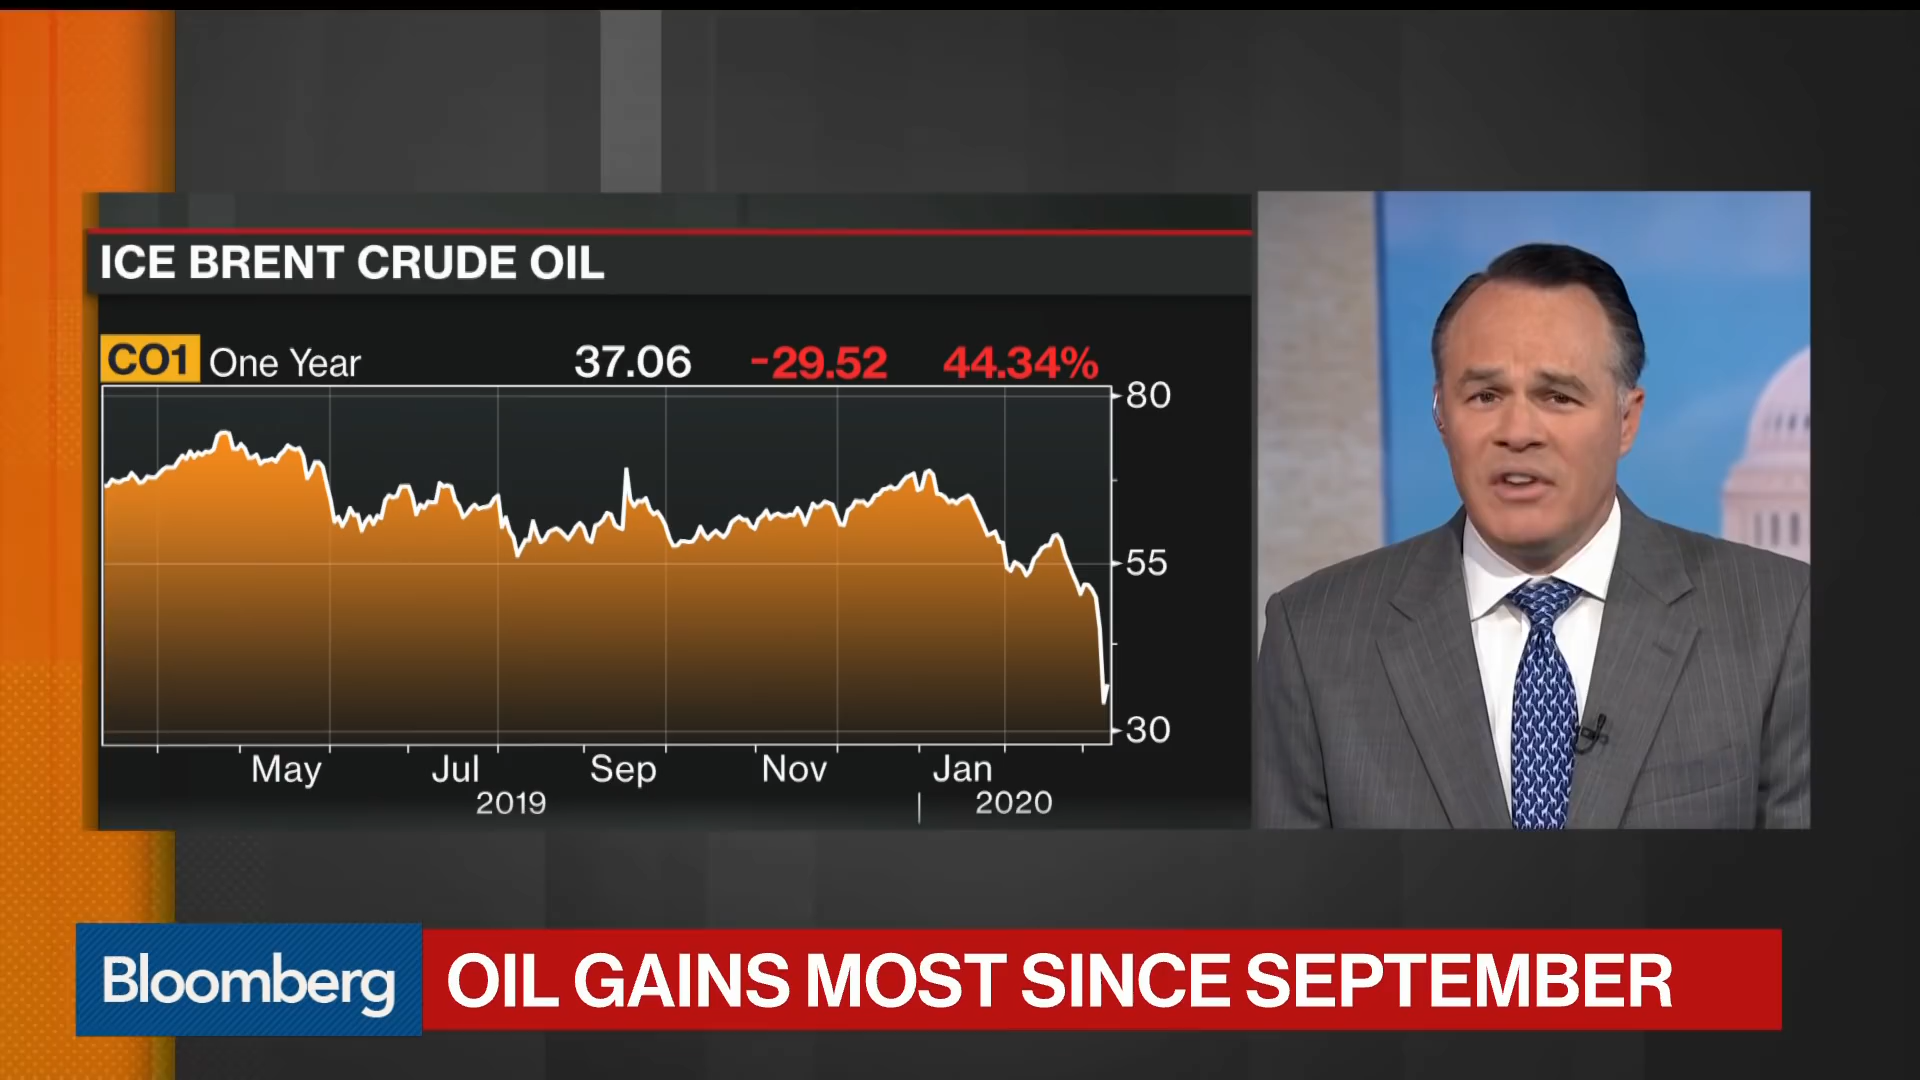 ICE BRENT CRUDE OIL
CO1 One Year 37.06 -29.52 44.34%
80
55
30
May Jul Sep Nov Jan
2019 2020
Bloomberg OIL GAINS MOST SINCE SEPTEMBER